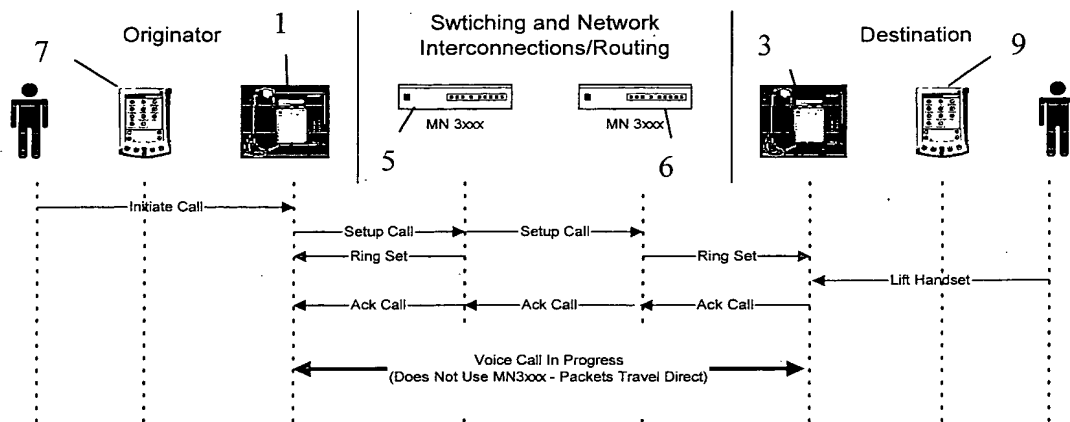 Originator
Swtiching and Network
Interconnections/Routing
Destination
7
1
3
9
MN 3xxx
MN 3xxx
5
6
Initiate Call
Setup Call
Setup Call
Ring Set
Ring Set
Lift Handset
Ack Call
Ack Call
Ack Call
Voice Call In Progress
(Does Not Use MN3xxx - Packets Travel Direct)